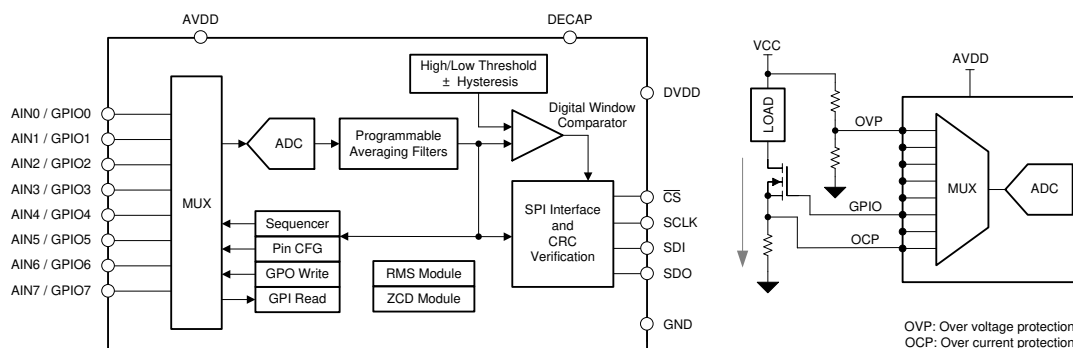 AVDD
DECAP
High/Low Threshold
± Hysteresis
DVDD
AIN0 / GPIO0
AIN1 / GPIO1
AIN2 / GPIO2
AIN3 / GPIO3
AIN4 / GPIO4
AIN5 / GPIO5
AIN6 / GPIO6
AIN7 / GPIO7
MUX
ADC
Programmable
Averaging Filters
Digital Window
Comparator
Sequencer
Pin CFG
GPO Write
GPI Read
RMS Module
ZCD Module
SPI Interface
and
CRC
Verification
CS
SCLK
SDI
SDO
GND
VCC
AVDD
LOAD
OVP
GPIO
OCP
MUX
ADC
OVP: Over voltage protection
OCP: Over current protection